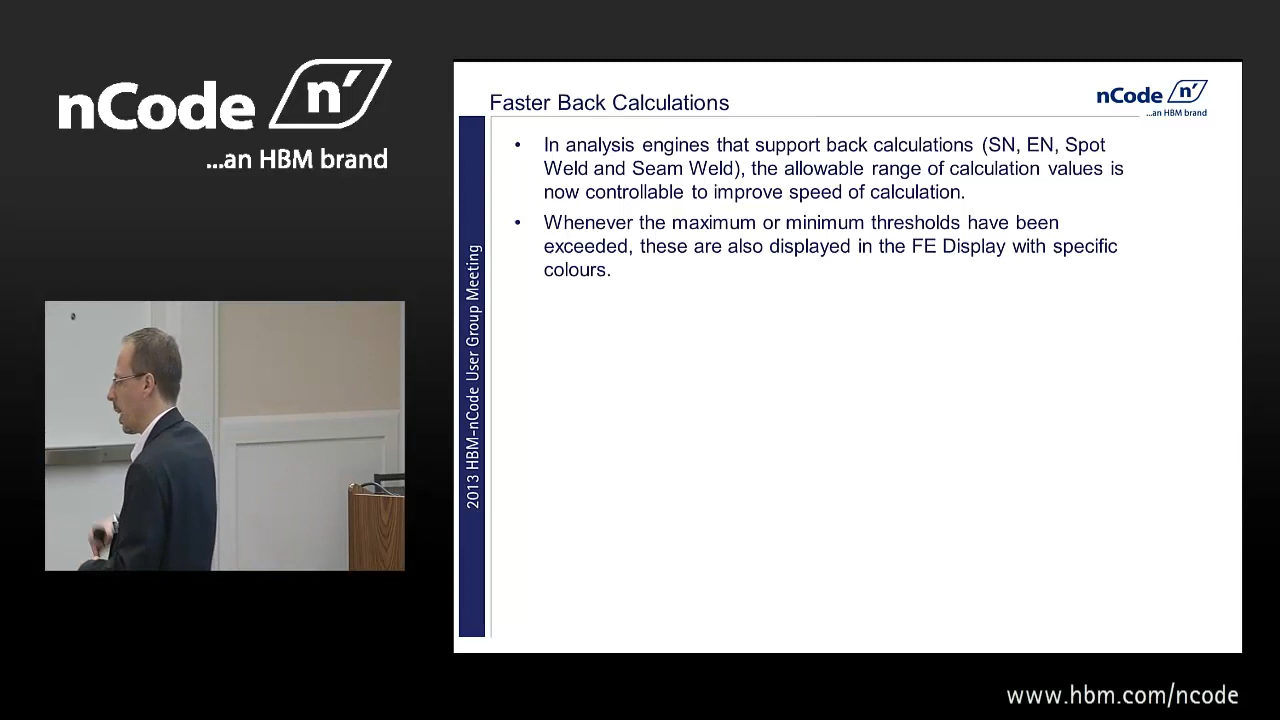 nCode n'
...an HBM brand
Faster Back Calculations
nCode n'
...an HBM brand
2013 HBM-nCode User Group Meeting
• In analysis engines that support back calculations (SN, EN, Spot
Weld and Seam Weld), the allowable range of calculation values is
now controllable to improve speed of calculation.
• Whenever the maximum or minimum thresholds have been
exceeded, these are also displayed in the FE Display with specific
colours.
www.hbm.com/ncode